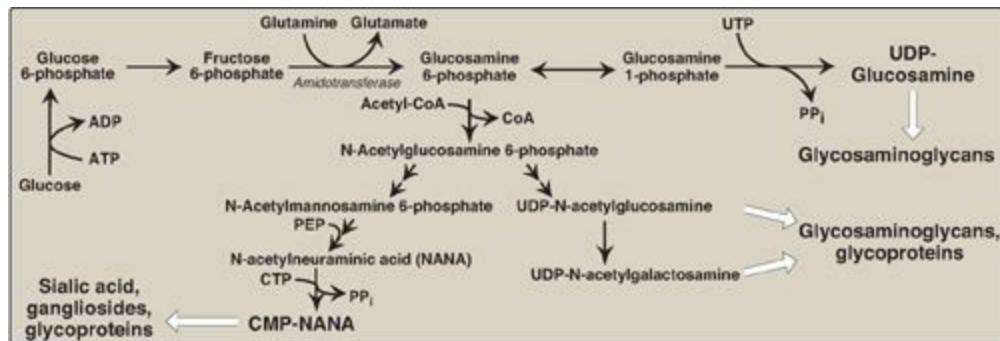 Glutamine
Glutamate
UTP
Glucose
6-phosphate
Fructose
6-phosphate
Amidotransferase
Glucosamine
6-phosphate
Glucosamine
1-phosphate
UDP-
Glucosamine
ADP
ATP
Glucose
Acetyl-CoA
CoA
PPi
N-Acetylglucosamine 6-phosphate
Glycosaminoglycans
N-Acetylmannosamine 6-phosphate
UDP-N-acetylglucosamine
PEP
Glycosaminoglycans,
glycoproteins
N-acetylneuraminic acid (NANA)
UDP-N-acetylgalactosamine
CTP
PPi
Sialic acid,
gangliosides,
glycoproteins
CMP-NANA